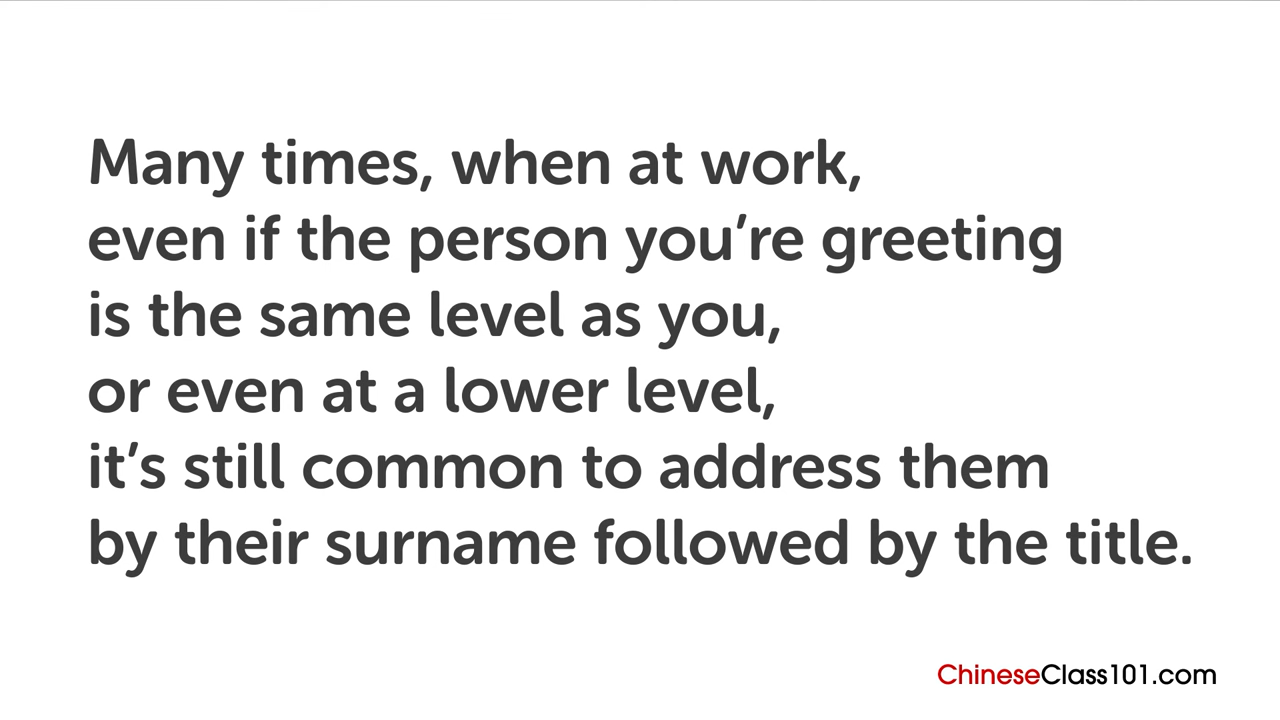 Many times, when at work,
even if the person you’re greeting
is the same level as you,
or even at a lower level,
it’s still common to address them
by their surname followed by the title.
ChineseClass101.com